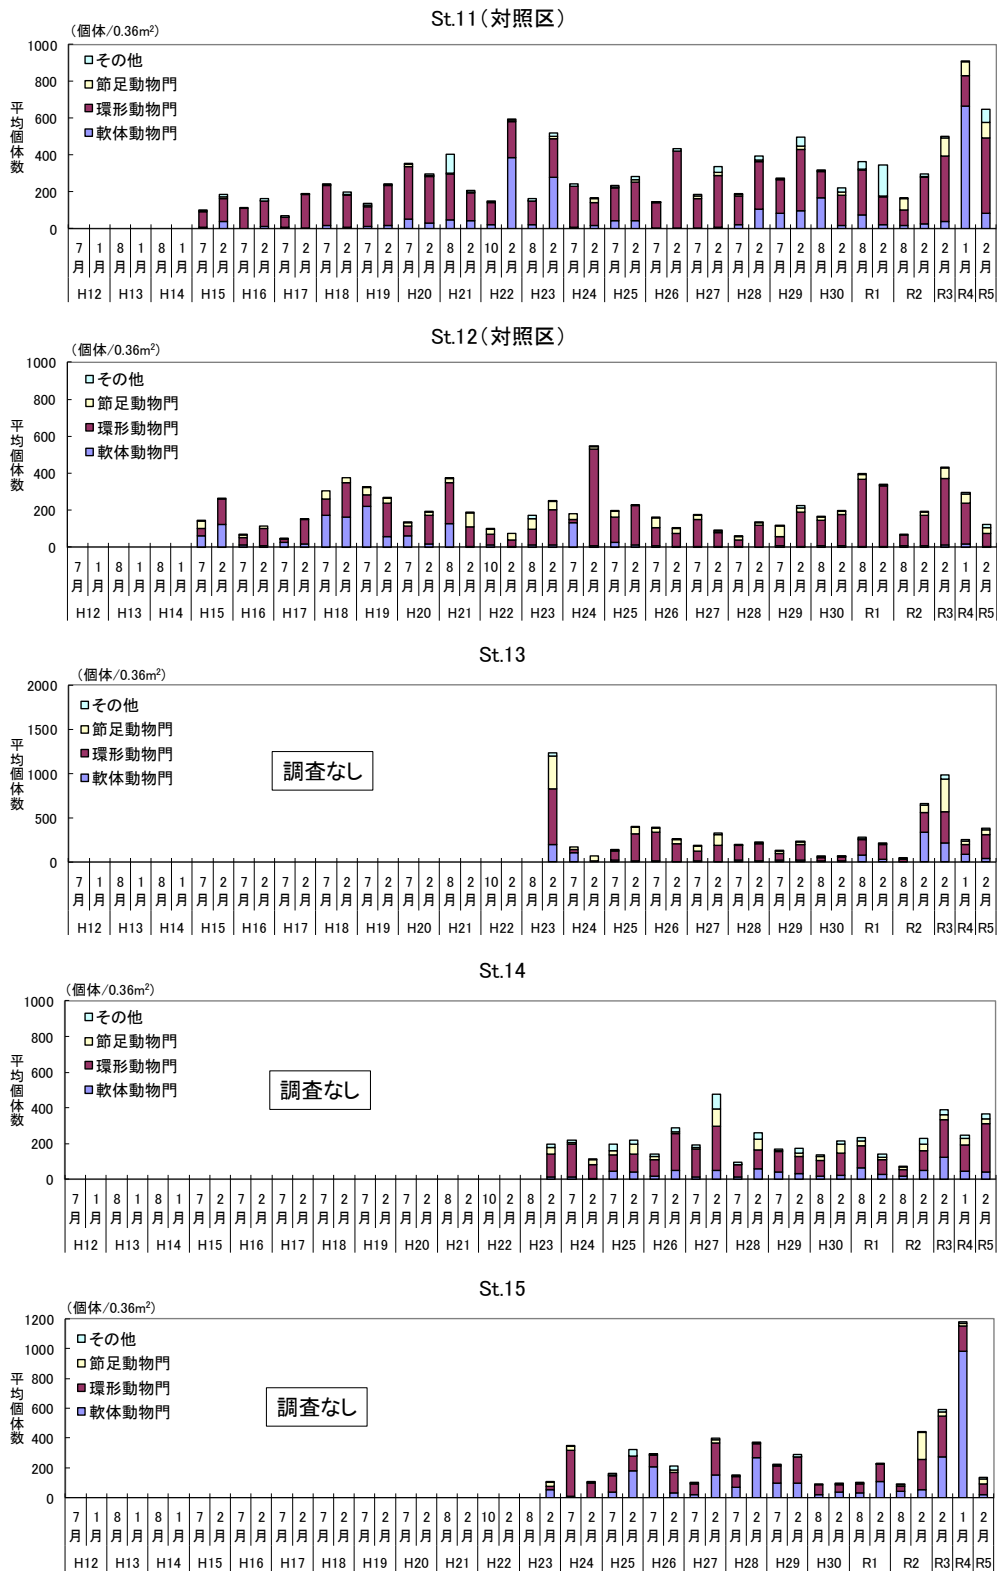 St.11(対照区)
(個体/0.36m²)
1000
800
600
400
200
0
平均個体数
その他
節足動物門
環形動物門
軟体動物門
7月 1月 8月 1月 8月 1月 7月 2月 7月 2月 7月 2月 7月 2月 7月 2月 7月 2月 8月 2月 10月 2月 8月 2月 7月 2月 7月 2月 7月 2月 7月 2月 7月 2月 7月 2月 8月 2月 8月 2月 8月 2月 2月 1月 2月
H12 H13 H14 H15 H16 H17 H18 H19 H20 H21 H22 H23 H24 H25 H26 H27 H28 H29 H30 R1 R2 R3 R4 R5
St.12(対照区)
(個体/0.36m²)
1000
800
600
400
200
0
平均個体数
その他
節足動物門
環形動物門
軟体動物門
7月 1月 8月 1月 8月 1月 7月 2月 7月 2月 7月 2月 7月 2月 7月 2月 7月 2月 8月 2月 10月 2月 8月 2月 7月 2月 7月 2月 7月 2月 7月 2月 7月 2月 7月 2月 8月 2月 8月 2月 8月 2月 2月 1月 2月
H12 H13 H14 H15 H16 H17 H18 H19 H20 H21 H22 H23 H24 H25 H26 H27 H28 H29 H30 R1 R2 R3 R4 R5
St.13
(個体/0.36m²)
2000
1500
1000
500
0
平均個体数
その他
節足動物門
環形動物門
軟体動物門
調査なし
7月 1月 8月 1月 8月 1月 7月 2月 7月 2月 7月 2月 7月 2月 7月 2月 7月 2月 8月 2月 10月 2月 8月 2月 7月 2月 7月 2月 7月 2月 7月 2月 7月 2月 7月 2月 8月 2月 8月 2月 8月 2月 2月 1月 2月
H12 H13 H14 H15 H16 H17 H18 H19 H20 H21 H22 H23 H24 H25 H26 H27 H28 H29 H30 R1 R2 R3 R4 R5
St.14
(個体/0.36m²)
1000
800
600
400
200
0
平均個体数
その他
節足動物門
環形動物門
軟体動物門
調査なし
7月 1月 8月 1月 8月 1月 7月 2月 7月 2月 7月 2月 7月 2月 7月 2月 7月 2月 8月 2月 10月 2月 8月 2月 7月 2月 7月 2月 7月 2月 7月 2月 7月 2月 7月 2月 8月 2月 8月 2月 8月 2月 2月 1月 2月
H12 H13 H14 H15 H16 H17 H18 H19 H20 H21 H22 H23 H24 H25 H26 H27 H28 H29 H30 R1 R2 R3 R4 R5
St.15
(個体/0.36m²)
1200
1000
800
600
400
200
0
平均個体数
その他
節足動物門
環形動物門
軟体動物門
調査なし
7月 1月 8月 1月 8月 1月 7月 2月 7月 2月 7月 2月 7月 2月 7月 2月 7月 2月 8月 2月 10月 2月 8月 2月 7月 2月 7月 2月 7月 2月 7月 2月 7月 2月 7月 2月 8月 2月 8月 2月 8月 2月 2月 1月 2月
H12 H13 H14 H15 H16 H17 H18 H19 H20 H21 H22 H23 H24 H25 H26 H27 H28 H29 H30 R1 R2 R3 R4 R5